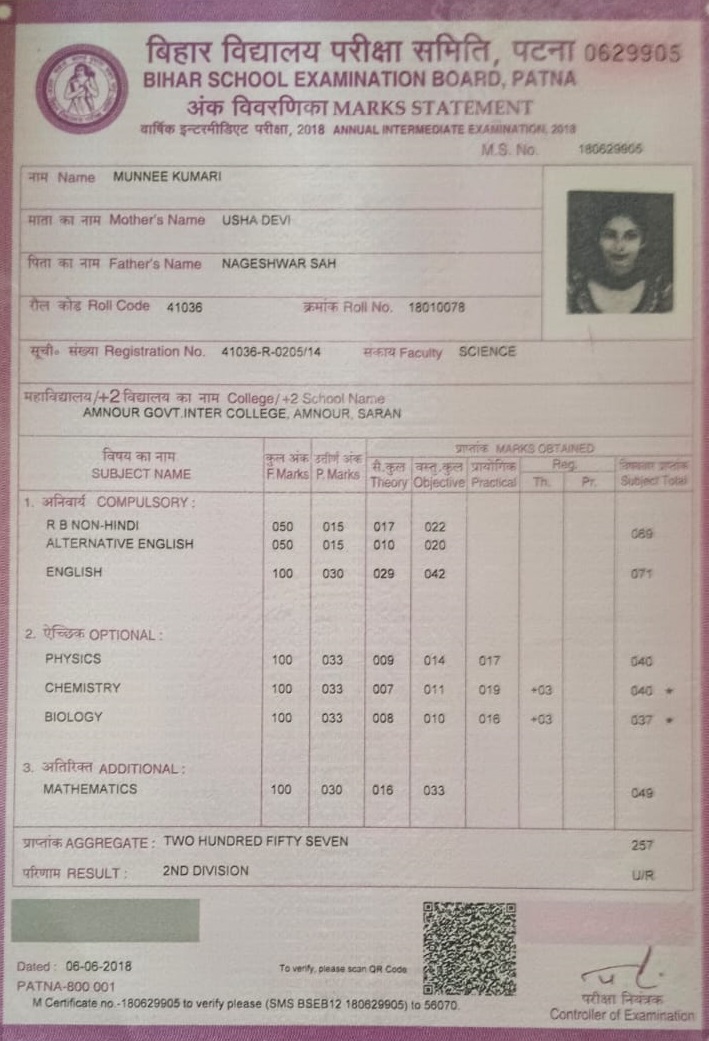 बिहार विद्यालय परीक्षा समिति, पटना 0629905
BIHAR SCHOOL EXAMINATION BOARD, PATNA
अंक विवरणिका MARKS STATEMENT
वार्षिक इन्टरमीडिएट परीक्षा, 2018 ANNUAL INTERMEDIATE EXAMINATION, 2018
M.S. No. 180629905
नाम Name MUNNEE KUMARI
माता का नाम Mother's Name USHA DEVI
पिता का नाम Father's Name NAGESHWAR SAH
रौल कोड Roll Code 41036 क्रमांक Roll No. 18010078
सूची० संख्या Registration No. 41036-R-0205/14 संकाय Faculty SCIENCE
महाविद्यालय/+2 विद्यालय का नाम College/+2 School Name
AMNOUR GOVT.INTER COLLEGE, AMNOUR, SARAN
प्राप्तांक MARKS OBTAINED
विषय का नाम कुल अंक उत्तीर्ण अंक सै.कुल वस्तु.कुल प्रायोगिक Reg. विषयवार प्राप्तांक
SUBJECT NAME F.Marks P. Marks Theory Objective Practical Th. Pr. Subject Total
1. अनिवार्य COMPULSORY :
R B NON-HINDI 050 015 017 022
069
ALTERNATIVE ENGLISH 050 015 010 020
ENGLISH 100 030 029 042 071
2. ऐच्छिक OPTIONAL :
PHYSICS 100 033 009 014 017 040
CHEMISTRY 100 033 007 011 019 +03 040 *
BIOLOGY 100 033 008 010 016 +03 037 *
3. अतिरिक्त ADDITIONAL :
MATHEMATICS 100 030 016 033 049
प्राप्तांक AGGREGATE : TWO HUNDRED FIFTY SEVEN 257
परिणाम RESULT : 2ND DIVISION U/R
Dated : 06-06-2018 To verify, please scan QR Code
PATNA-800 001
M Certificate no.-180629905 to verify please (SMS BSEB12 180629905) to 56070.
परीक्षा नियंत्रक
Controller of Examination